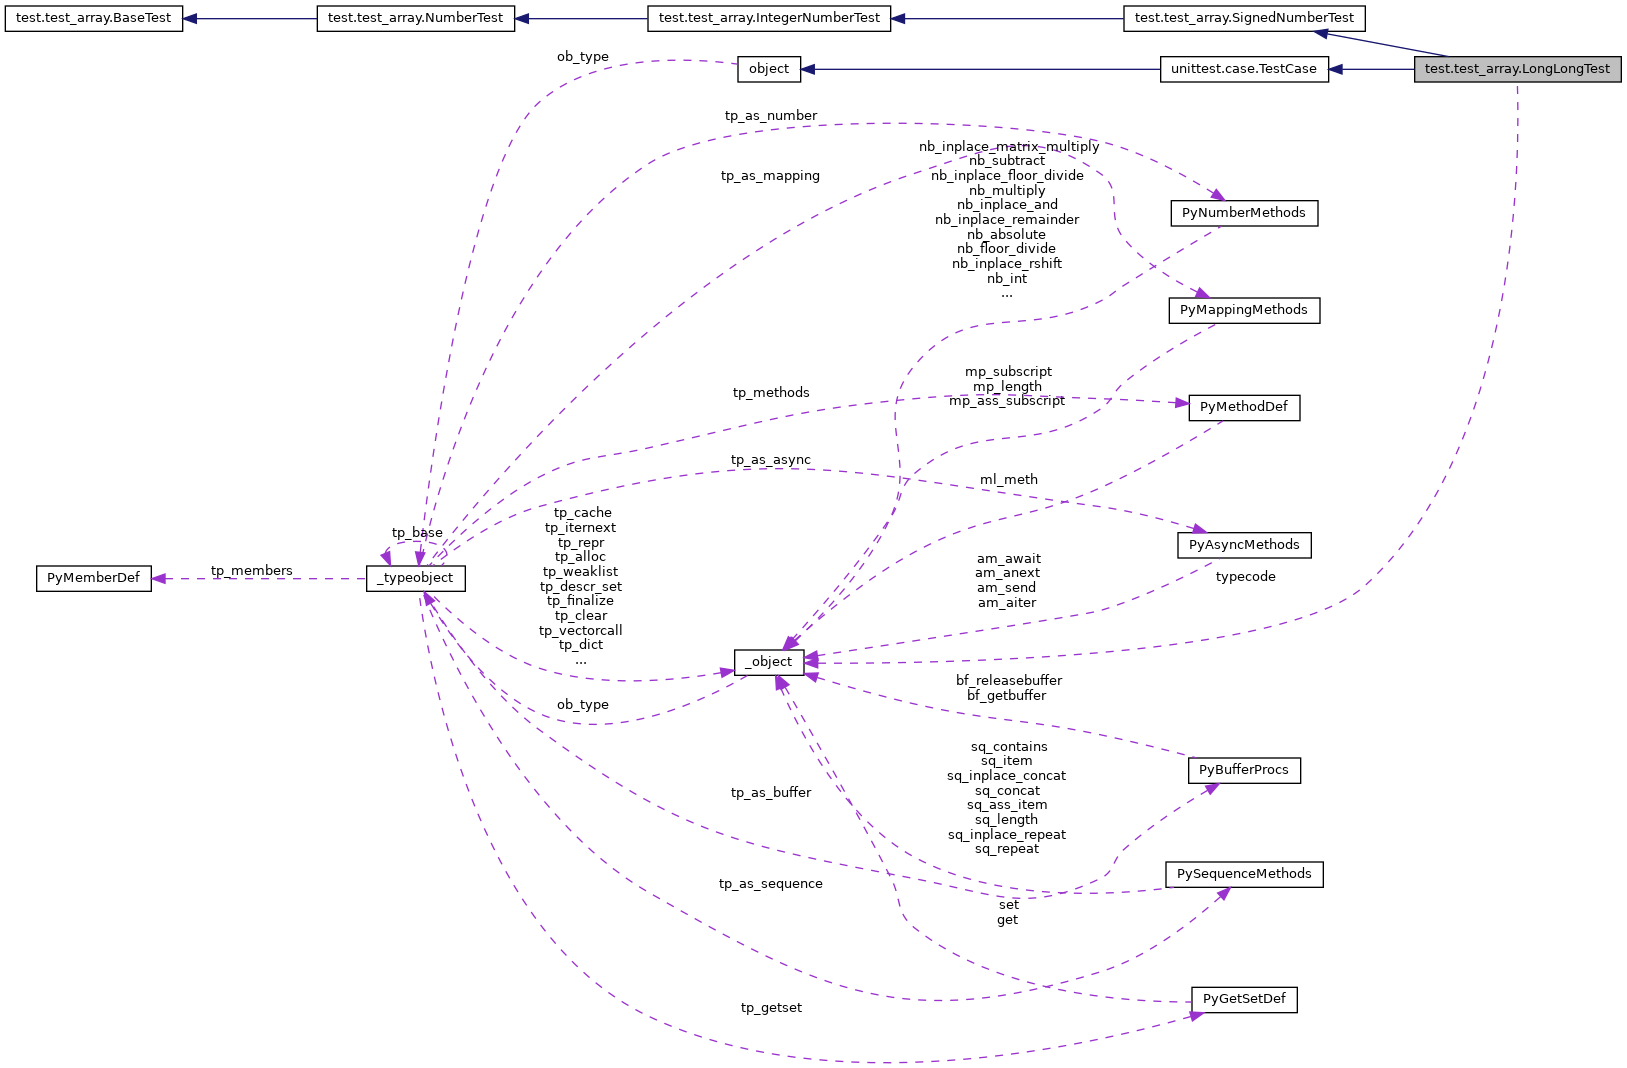 test.test_array.BaseTest
test.test_array.NumberTest
test.test_array.IntegerNumberTest
test.test_array.SignedNumberTest
ob_type
object
unittest.case.TestCase
test.test_array.LongLongTest
tp_as_number
nb_inplace_matrix_multiply
nb_subtract
nb_inplace_floor_divide
nb_multiply
nb_inplace_and
nb_inplace_remainder
nb_absolute
nb_floor_divide
nb_inplace_rshift
nb_int
...
tp_as_mapping
PyNumberMethods
PyMappingMethods
mp_subscript
mp_length
mp_ass_subscript
tp_methods
PyMethodDef
tp_as_async
ml_meth
tp_cache
tp_iternext
tp_repr
tp_alloc
tp_weaklist
tp_descr_set
tp_finalize
tp_clear
tp_vectorcall
tp_dict
...
tp_base
PyAsyncMethods
am_await
am_anext
am_send
am_aiter
typecode
PyMemberDef
tp_members
_typeobject
_object
bf_releasebuffer
bf_getbuffer
ob_type
sq_contains
sq_item
sq_inplace_concat
sq_concat
sq_ass_item
sq_length
sq_inplace_repeat
sq_repeat
PyBufferProcs
tp_as_buffer
PySequenceMethods
tp_as_sequence
set
get
PyGetSetDef
tp_getset